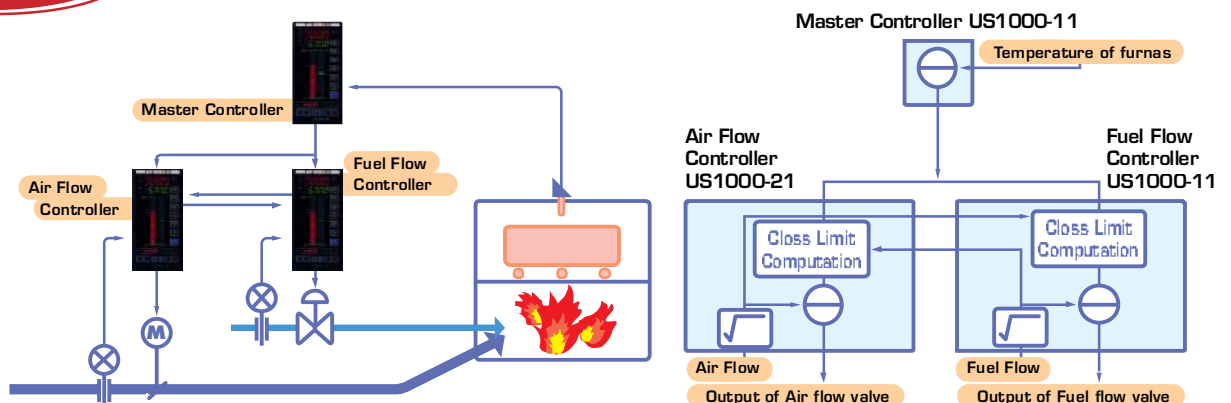 Master Controller
Air Flow
Controller
Fuel Flow
Controller
M
Master Controller US1000-11
Temperature of furnas
Air Flow
Controller
US1000-21
Fuel Flow
Controller
US1000-11
Closs Limit
Computation
Closs Limit
Computation
√
√
Air Flow
Fuel Flow
Output of Air flow valve
Output of Fuel flow valve